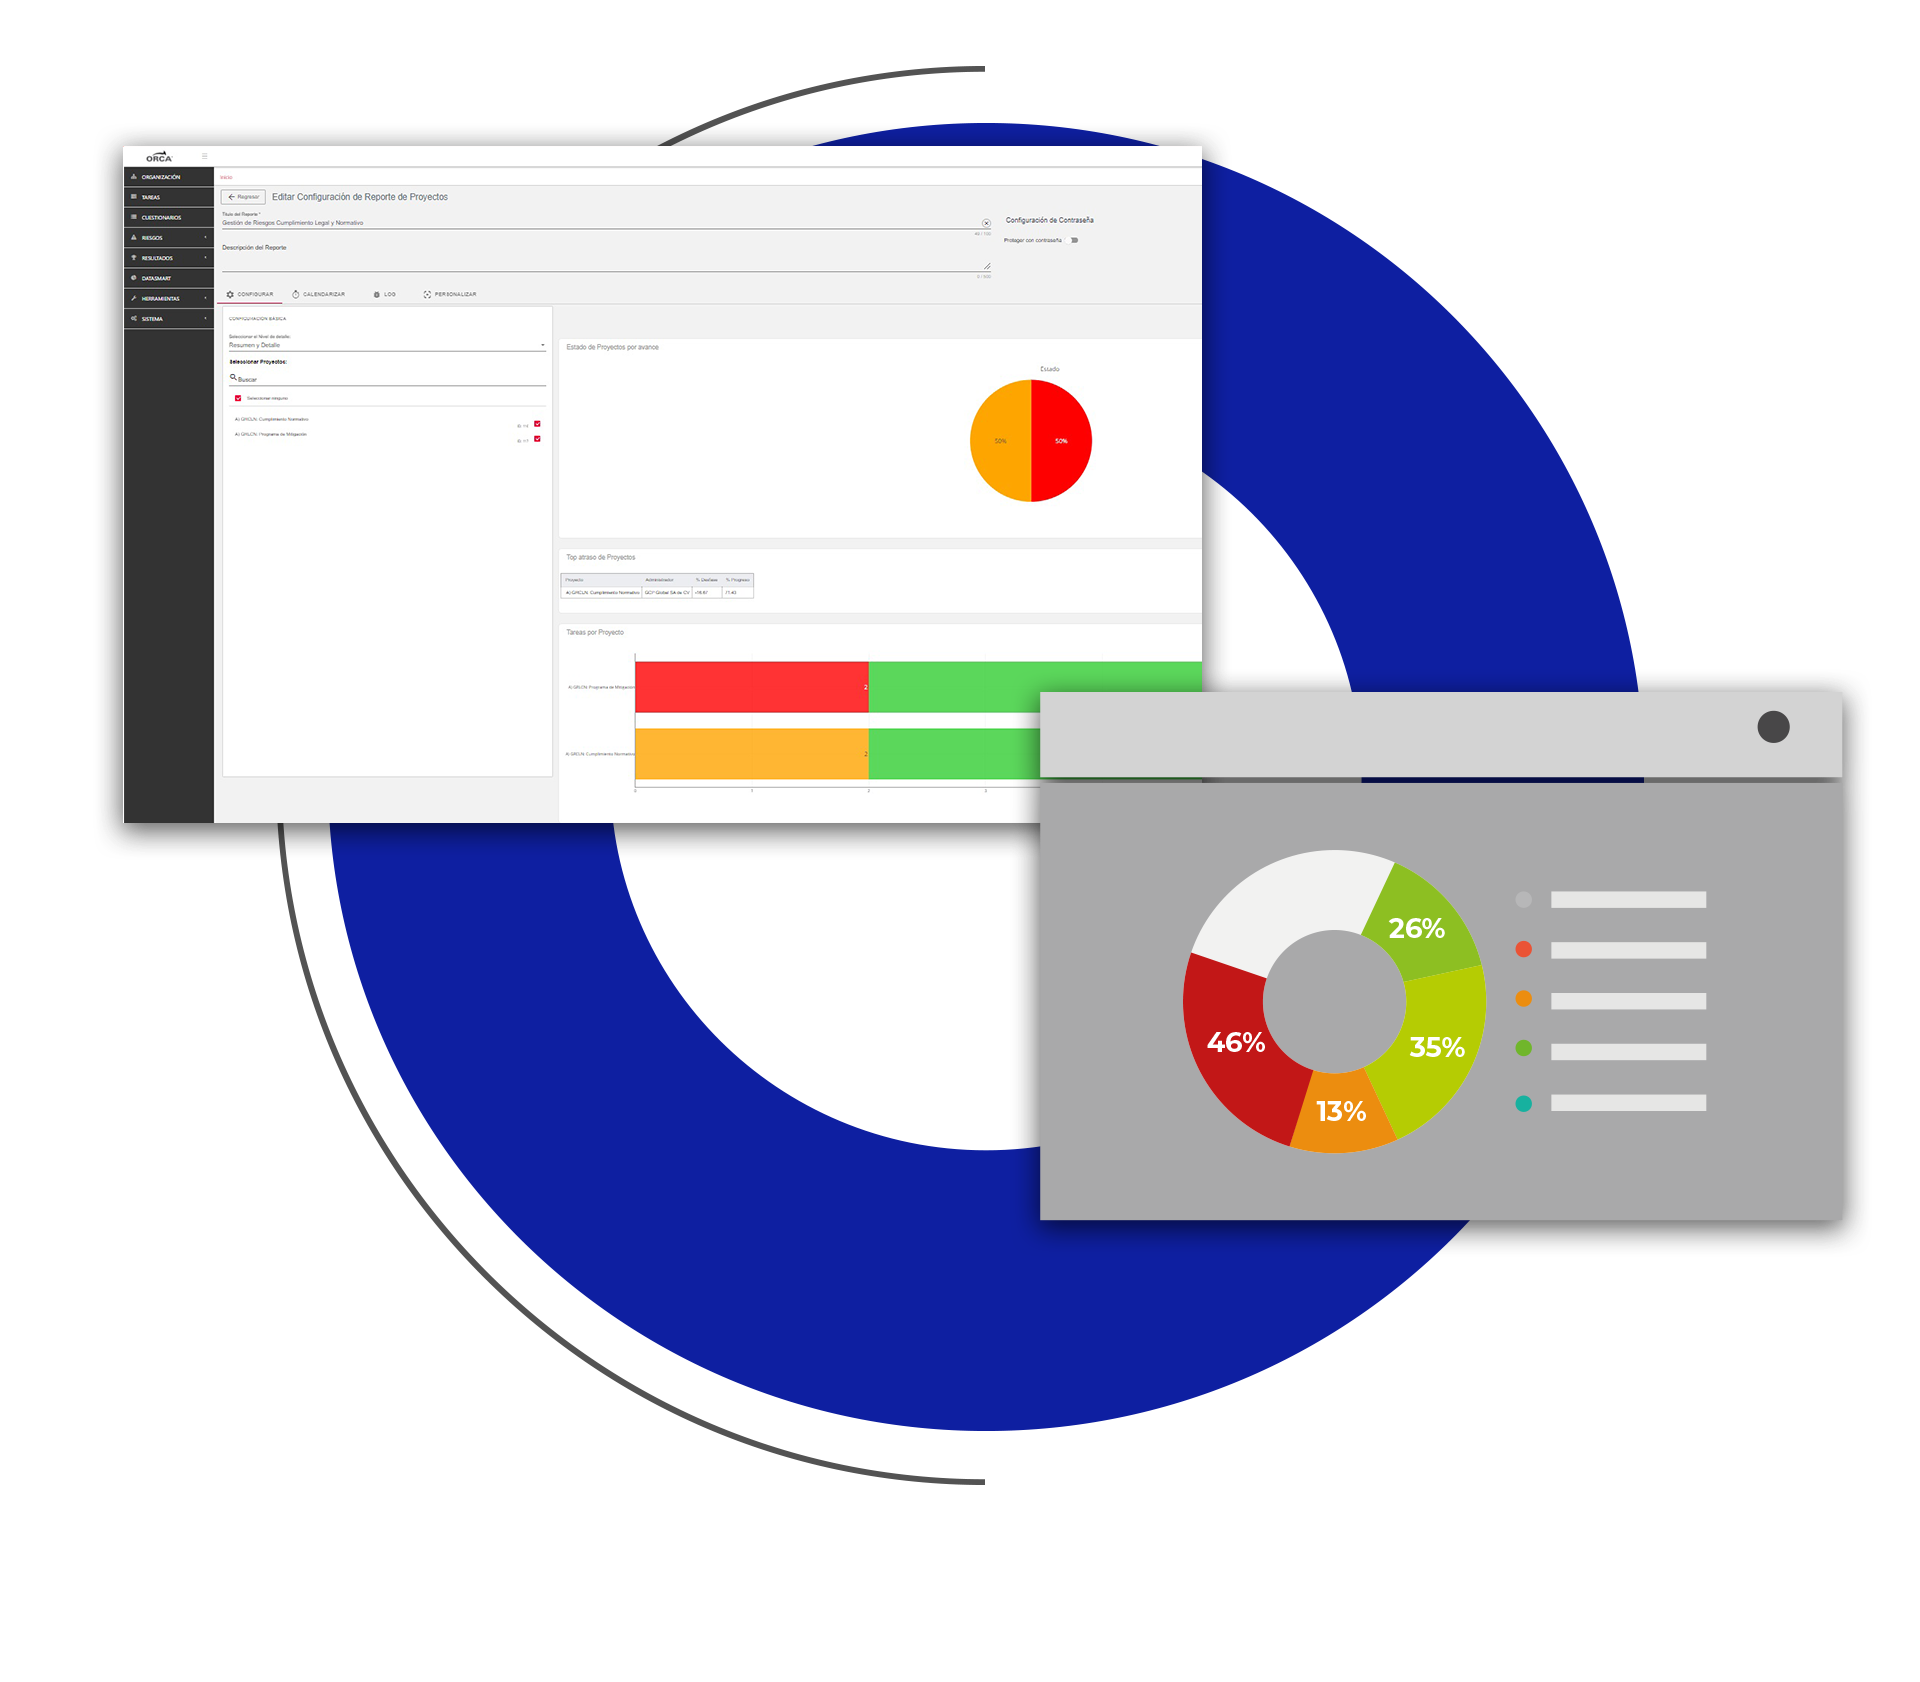 ORCA
ORGANIZACIÓN
TAREAS
CUESTIONARIOS
RIESGOS
RESULTADOS
DATASMART
HERRAMIENTAS
SISTEMA
Inicio
Regresar
Editar Configuración de Reporte de Proyectos
Título del Reporte *
Gestión de Riesgos Cumplimiento Legal y Normativo
Configuración de Contraseña
Proteger con contraseña
Descripción del Reporte
CONFIGURAR
CALENDARIZAR
LOG
PERSONALIZAR
CONFIGURACIÓN BÁSICA
Seleccionar el Nivel de detalle:
Resumen y Detalle
Seleccionar Proyectos:
Buscar
Seleccionar ninguno
A) GRCLN: Cumplimiento Normativo
A) GRCLN: Programa de Mitigación
Estado de Proyectos por avance
Estado
50%
50%
Top atraso de Proyectos
Proyecto Administrador % Desfase % Progreso
A) GRCLN: Cumplimiento Normativo GCP Global SA de CV
Tareas por Proyecto
A) GRCLN: Programa de Mitigación
2
A) GRCLN: Cumplimiento Normativo
2
0 1 2 3
26%
46%
35%
13%